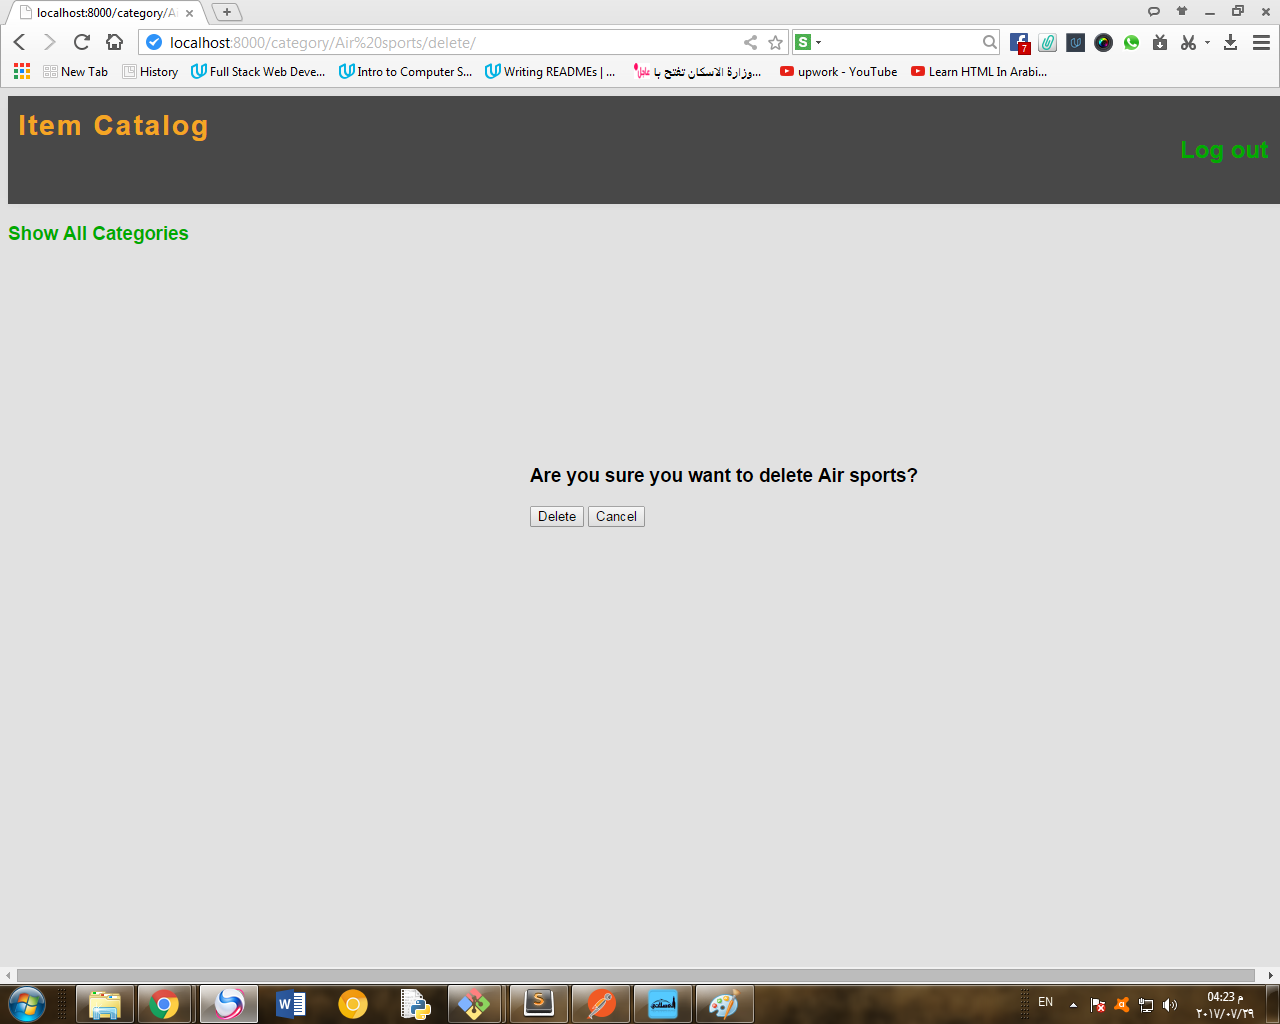 localhost:8000/category/Ai
localhost:8000/category/Air%20sports/delete/
S
7
New Tab
History
Full Stack Web Deve...
Intro to Computer S...
Writing READMEs | ...
وزارة الاسكان تفتح با...
upwork - YouTube
Learn HTML In Arabi...
Item Catalog
Log out
Show All Categories
Are you sure you want to delete Air sports?
Delete
Cancel
EN
04:23 م
٢٠١٧/٠٧/٢٩